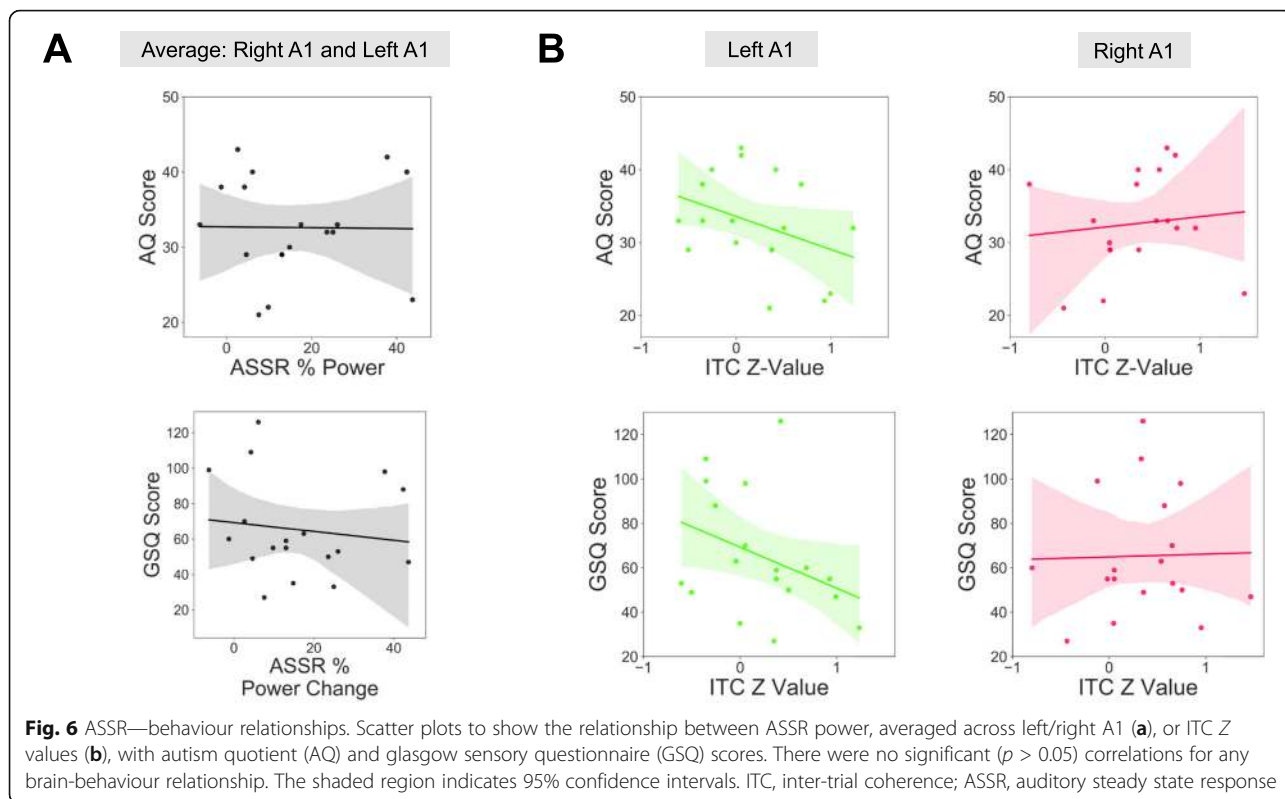 A
Average: Right A1 and Left A1
B
Left A1
Right A1
50
40
30
20
AQ Score
0
20
40
ASSR % Power
50
40
30
20
AQ Score
−1
0
1
ITC Z-Value
50
40
30
20
AQ Score
−1
0
1
ITC Z-Value
120
100
80
60
40
20
GSQ Score
0
20
40
ASSR %
Power Change
120
100
80
60
40
20
GSQ Score
−1
0
1
ITC Z Value
120
100
80
60
40
20
GSQ Score
−1
0
1
ITC Z Value
Fig. 6 ASSR—behaviour relationships. Scatter plots to show the relationship between ASSR power, averaged across left/right A1 (a), or ITC Z
values (b), with autism quotient (AQ) and glasgow sensory questionnaire (GSQ) scores. There were no significant (p > 0.05) correlations for any
brain-behaviour relationship. The shaded region indicates 95% confidence intervals. ITC, inter-trial coherence; ASSR, auditory steady state response